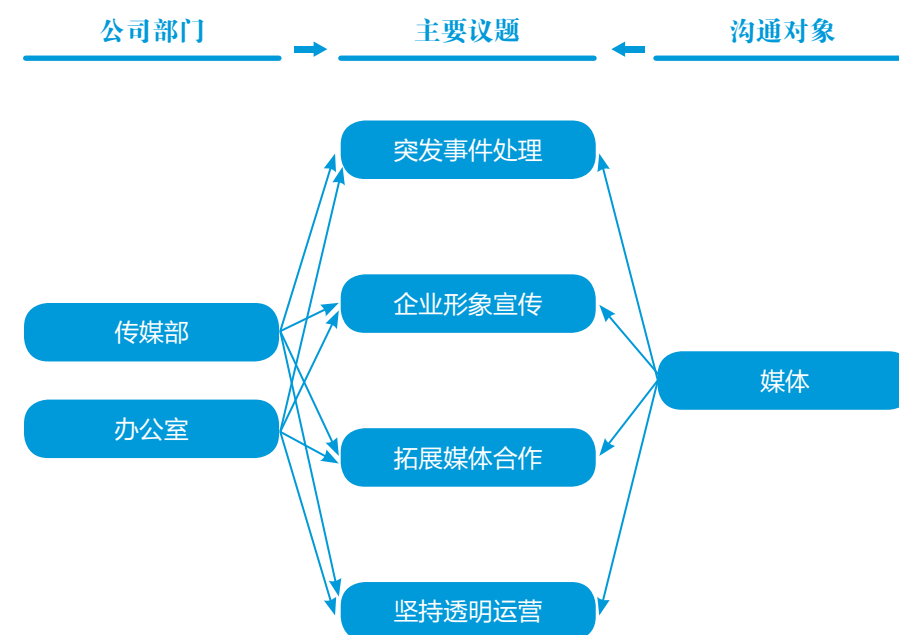 公司部门
主要议题
沟通对象
突发事件处理
企业形象宣传
传媒部
媒体
办公室
拓展媒体合作
坚持透明运营